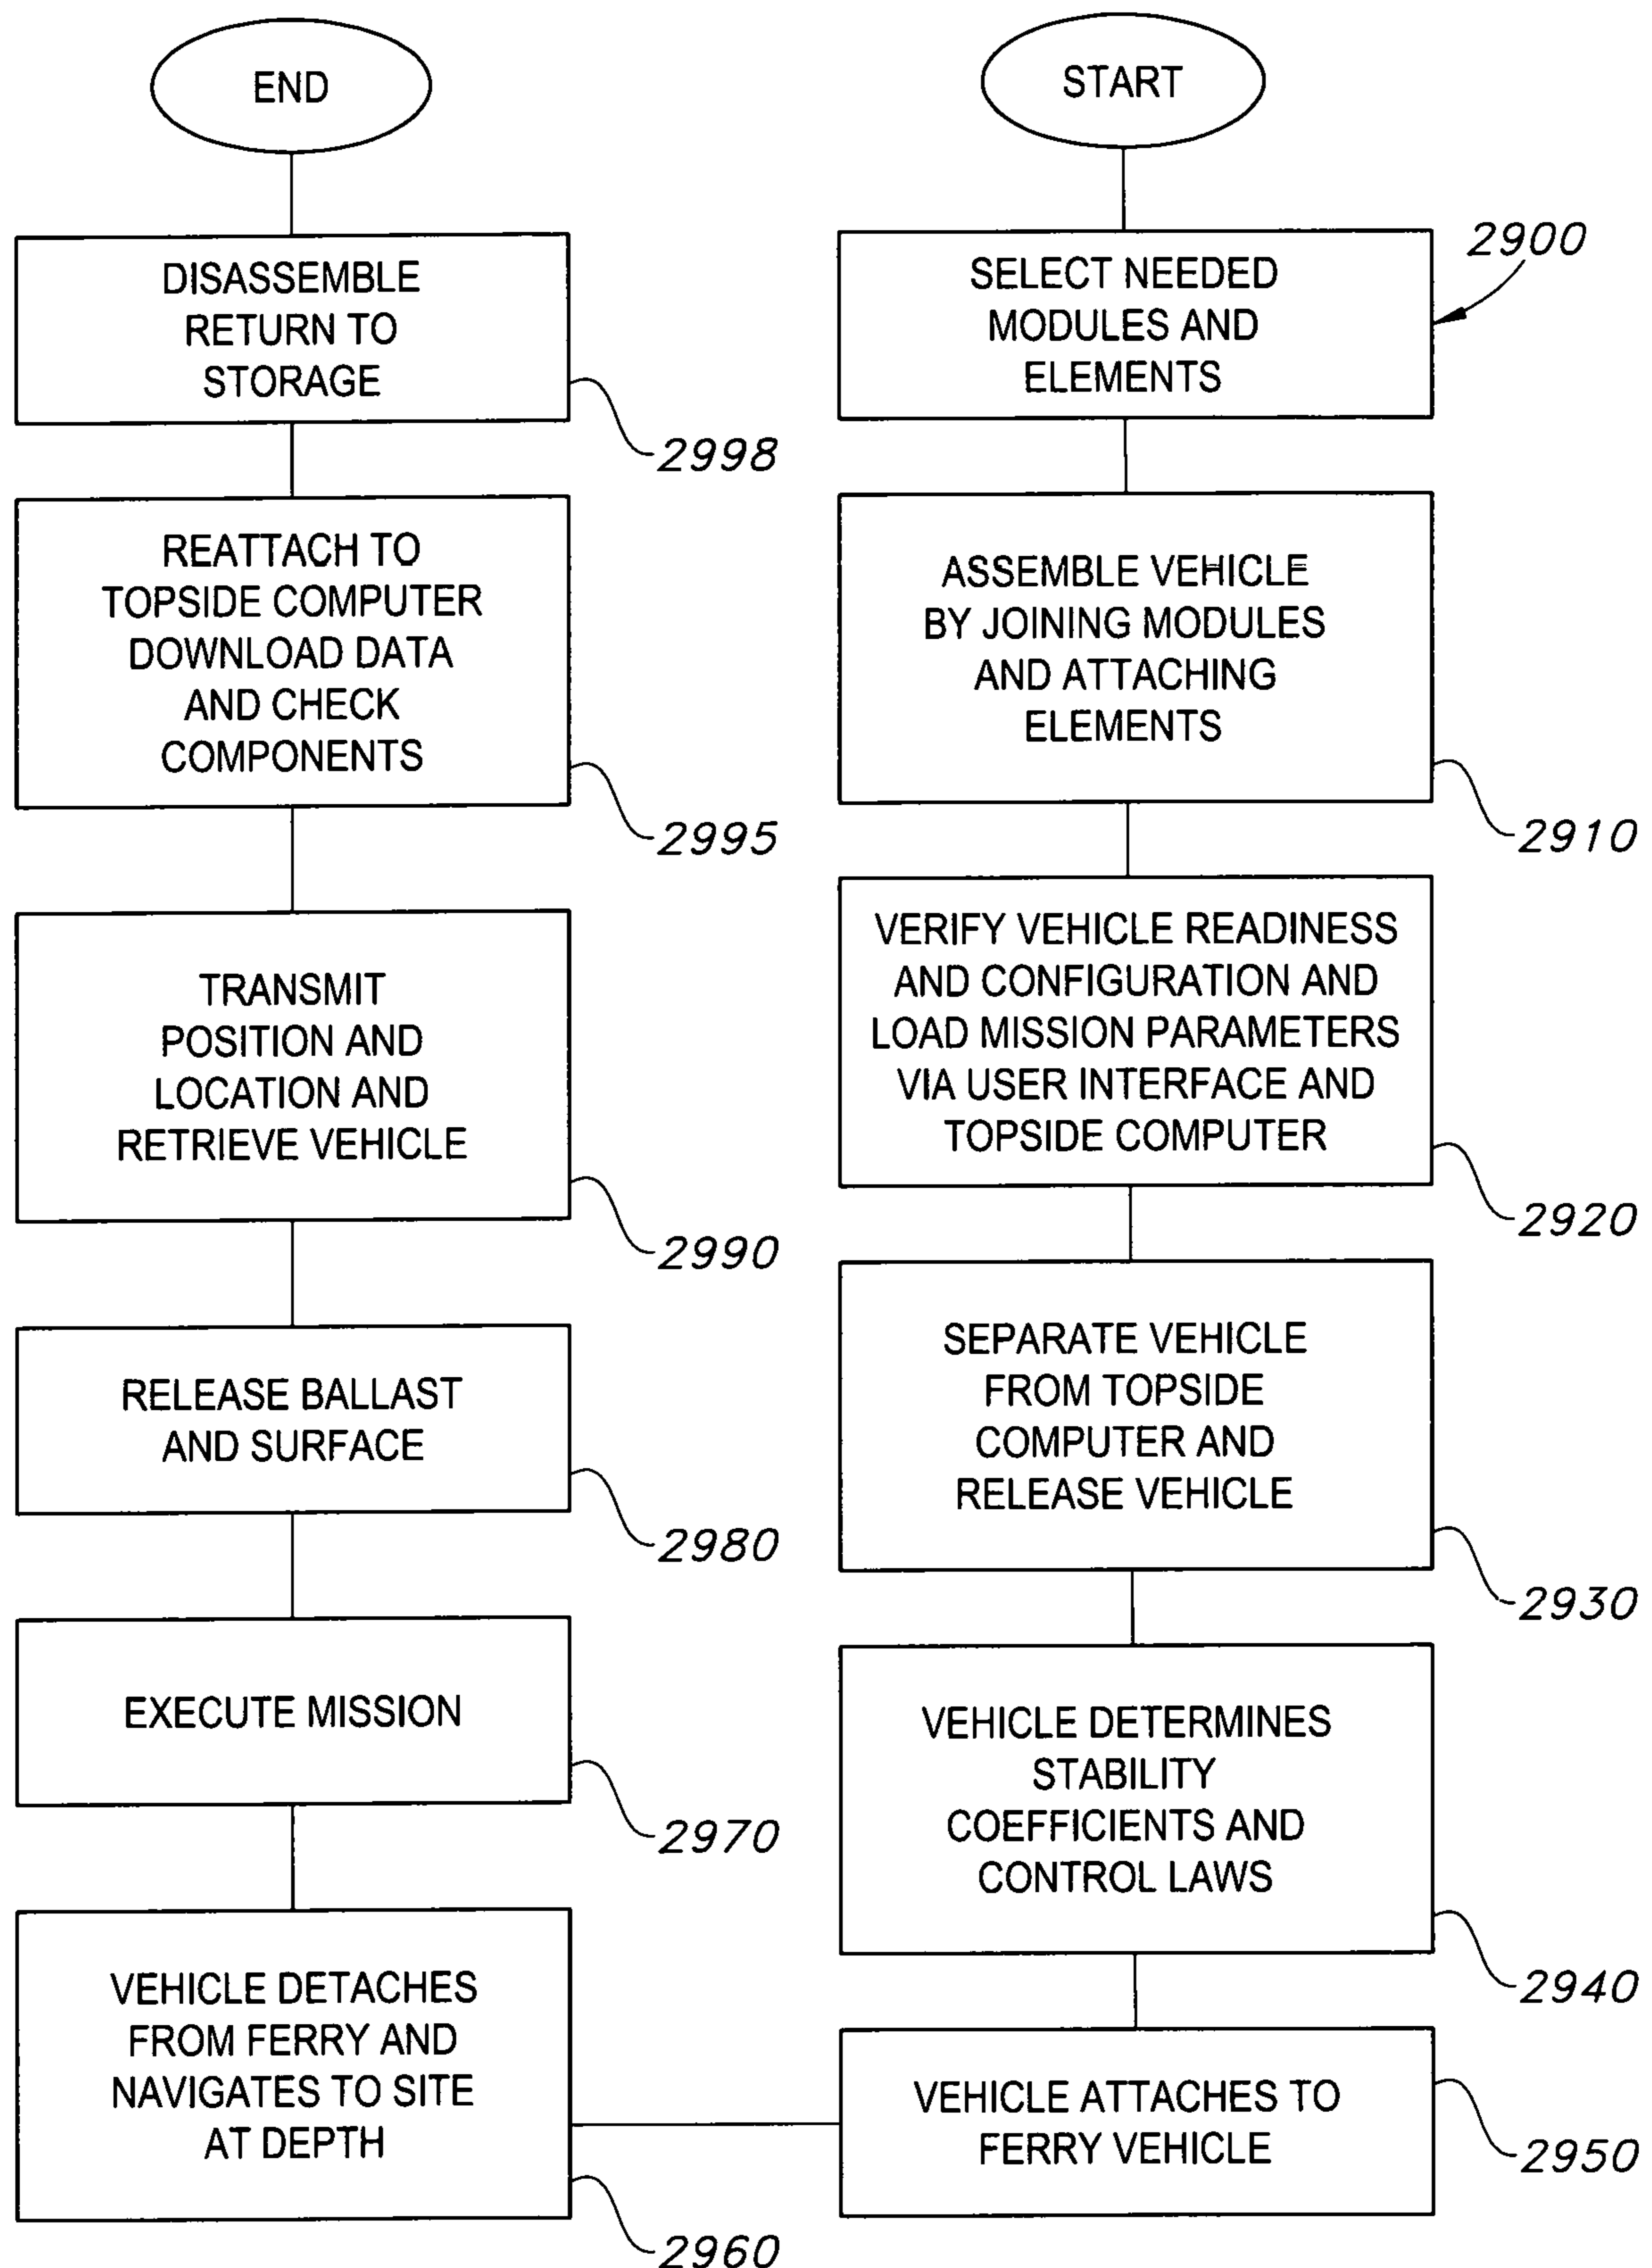 START
SELECT NEEDED
MODULES AND
ELEMENTS
2900
ASSEMBLE VEHICLE
BY JOINING MODULES
AND ATTACHING
ELEMENTS
2910
VERIFY VEHICLE READINESS
AND CONFIGURATION AND
LOAD MISSION PARAMETERS
VIA USER INTERFACE AND
TOPSIDE COMPUTER
2920
SEPARATE VEHICLE
FROM TOPSIDE
COMPUTER AND
RELEASE VEHICLE
2930
VEHICLE DETERMINES
STABILITY
COEFFICIENTS AND
CONTROL LAWS
2940
VEHICLE ATTACHES TO
FERRY VEHICLE
2950
VEHICLE DETACHES
FROM FERRY AND
NAVIGATES TO SITE
AT DEPTH
2960
EXECUTE MISSION
2970
RELEASE BALLAST
AND SURFACE
2980
TRANSMIT
POSITION AND
LOCATION AND
RETRIEVE VEHICLE
2990
REATTACH TO
TOPSIDE COMPUTER
DOWNLOAD DATA
AND CHECK
COMPONENTS
2995
DISASSEMBLE
RETURN TO
STORAGE
2998
END